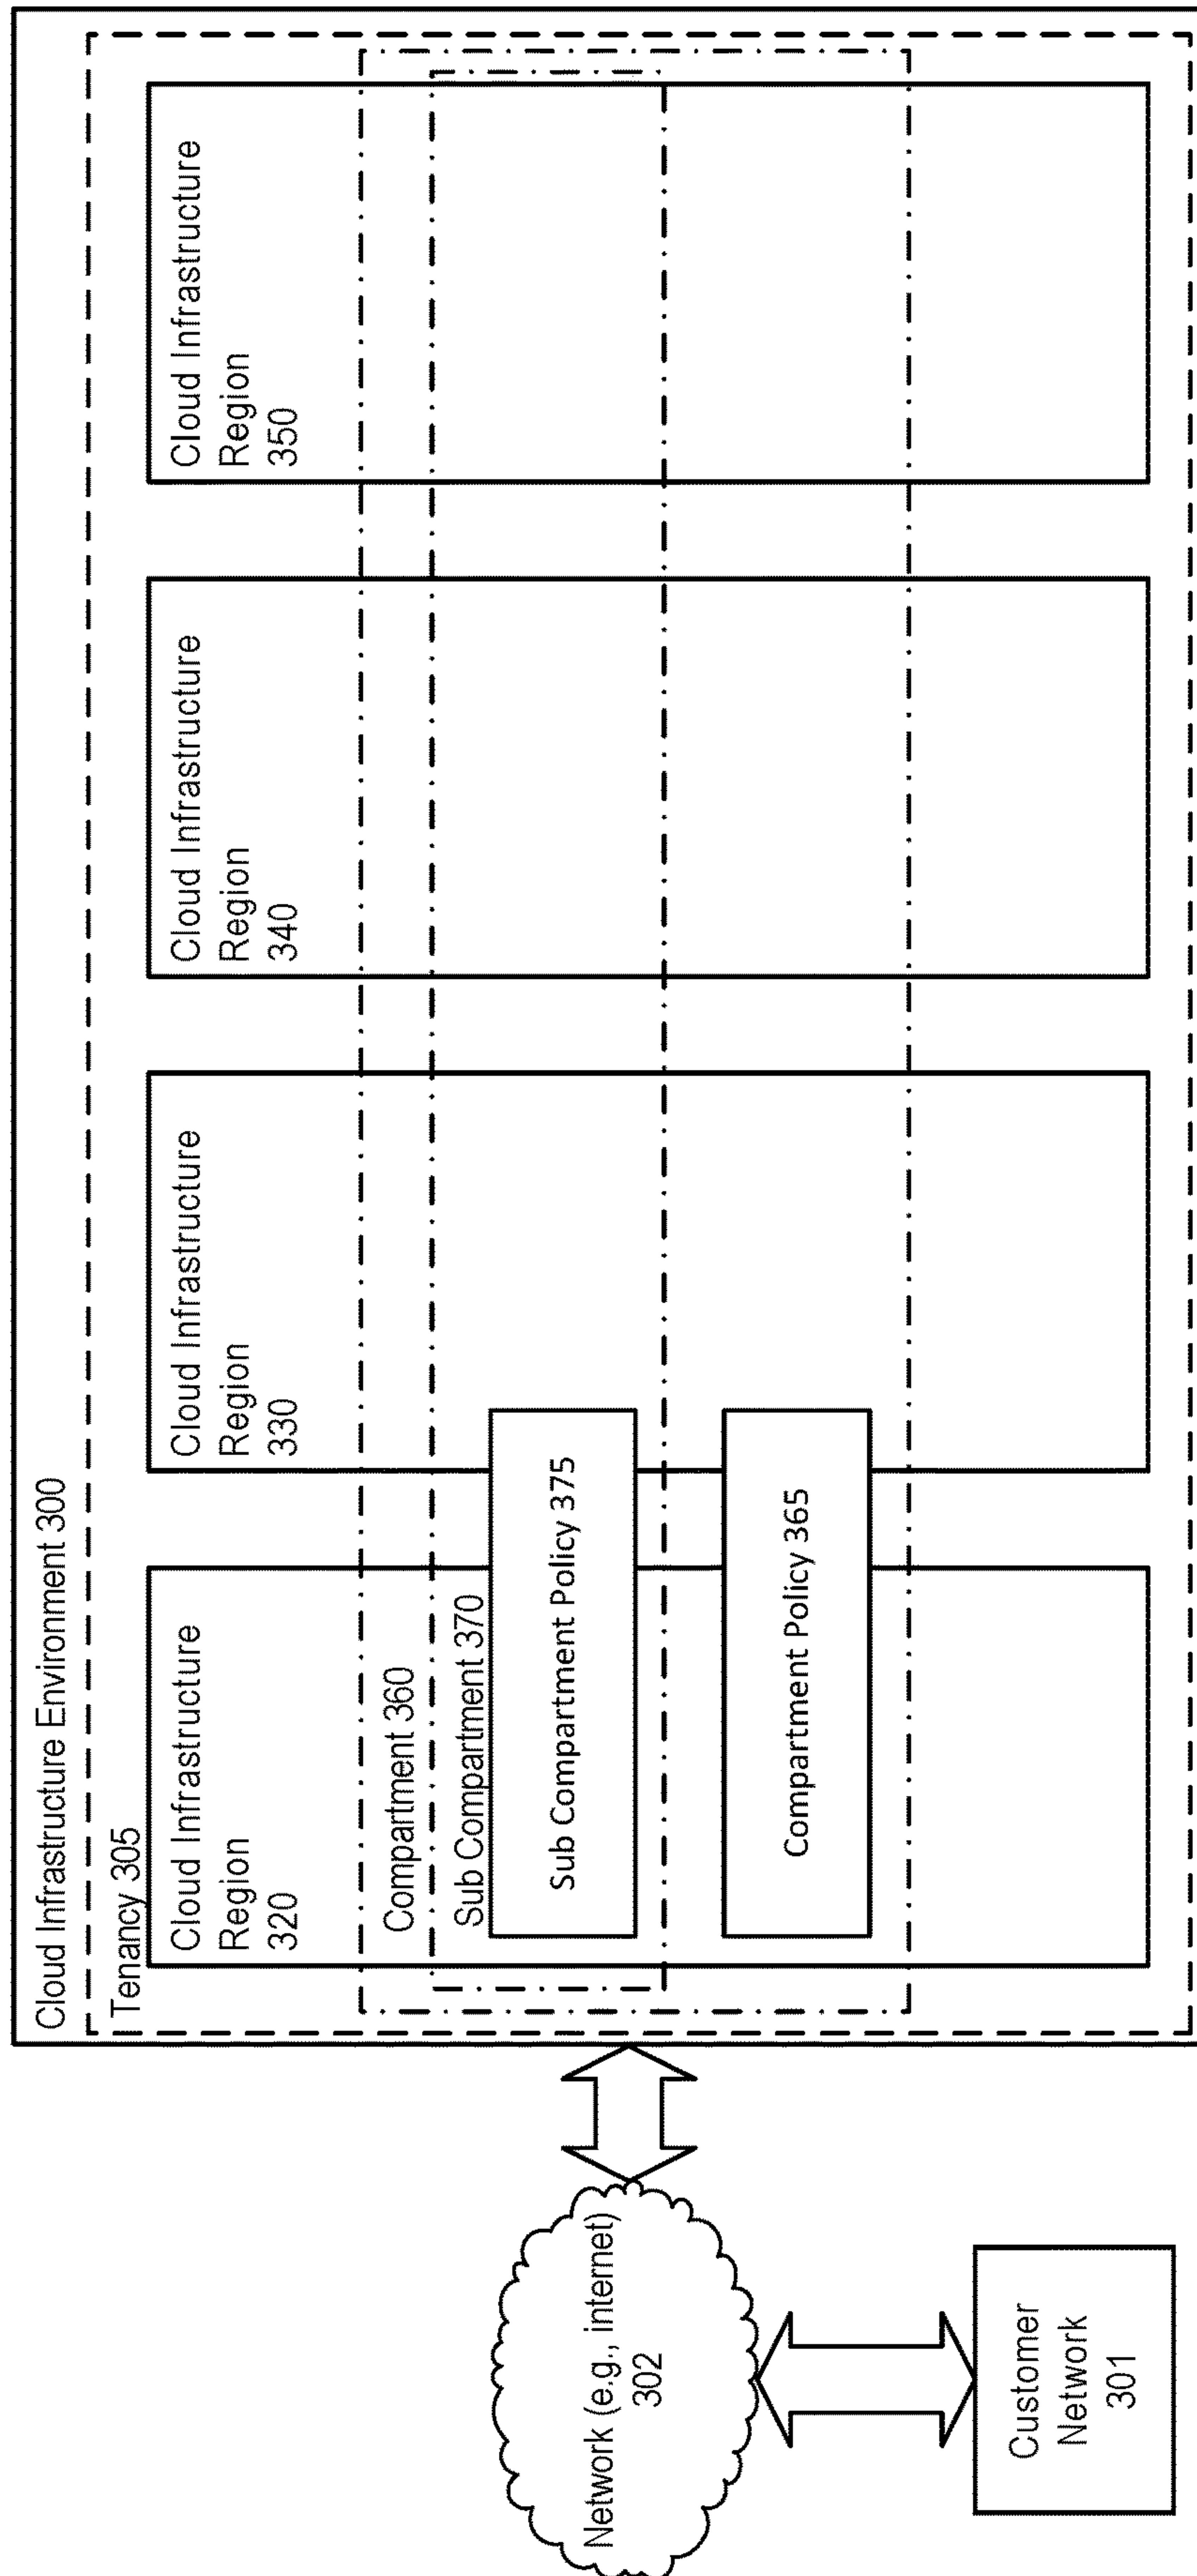 Cloud Infrastructure Environment 300
Tenancy 305
Cloud Infrastructure
Region
320
Cloud Infrastructure
Region
330
Cloud Infrastructure
Region
340
Cloud Infrastructure
Region
350
Compartment 360
Sub Compartment 370
Sub Compartment Policy 375
Compartment Policy 365
Network (e.g., internet)
302
Customer
Network
301